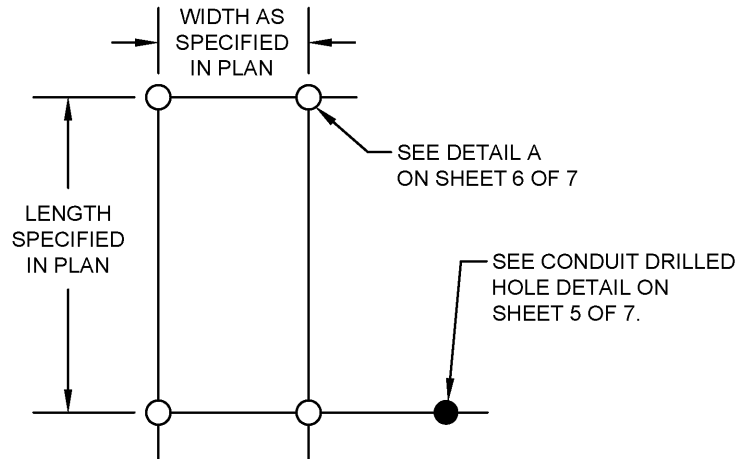 WIDTH AS
SPECIFIED
IN PLAN
SEE DETAIL A
ON SHEET 6 OF 7
LENGTH
SPECIFIED
IN PLAN
SEE CONDUIT DRILLED
HOLE DETAIL ON
SHEET 5 OF 7.